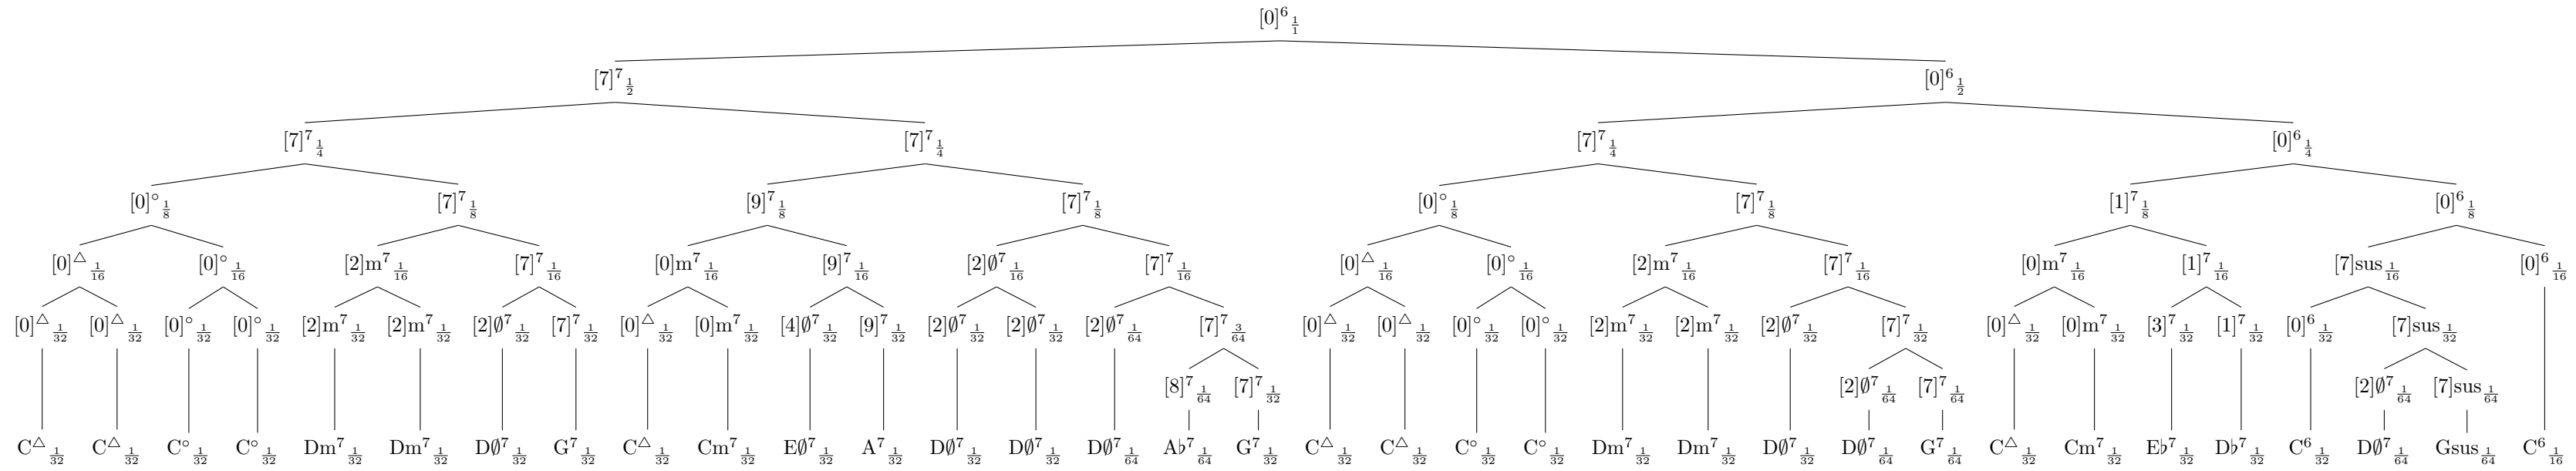 [0]⁶ 1/1
[7]⁷ 1/2 [0]⁶ 1/2
[7]⁷ 1/4 [7]⁷ 1/4 [7]⁷ 1/4 [0]⁶ 1/4
[0]° 1/8 [7]⁷ 1/8 [9]⁷ 1/8 [7]⁷ 1/8 [0]° 1/8 [7]⁷ 1/8 [1]⁷ 1/8 [0]⁶ 1/8
[0]△ 1/16 [0]° 1/16 [2]m⁷ 1/16 [7]⁷ 1/16 [0]m⁷ 1/16 [9]⁷ 1/16 [2]∅⁷ 1/16 [7]⁷ 1/16 [0]△ 1/16 [0]° 1/16 [2]m⁷ 1/16 [7]⁷ 1/16 [0]m⁷ 1/16 [1]⁷ 1/16 [7]sus 1/16 [0]⁶ 1/16
[0]△ 1/32 [0]△ 1/32 [0]° 1/32 [0]° 1/32 [2]m⁷ 1/32 [2]m⁷ 1/32 [2]∅⁷ 1/32 [7]⁷ 1/32 [0]△ 1/32 [0]m⁷ 1/32 [4]∅⁷ 1/32 [9]⁷ 1/32 [2]∅⁷ 1/32 [2]∅⁷ 1/32 [2]∅⁷ 1/64 [7]⁷ 3/64 [0]△ 1/32 [0]△ 1/32 [0]° 1/32 [0]° 1/32 [2]m⁷ 1/32 [2]m⁷ 1/32 [2]∅⁷ 1/32 [7]⁷ 1/32 [0]△ 1/32 [0]m⁷ 1/32 [3]⁷ 1/32 [1]⁷ 1/32 [0]⁶ 1/32 [7]sus 1/32
[8]⁷ 1/64 [7]⁷ 1/32 [2]∅⁷ 1/64 [7]⁷ 1/64 [2]∅⁷ 1/64 [7]sus 1/64
C△ 1/32 C△ 1/32 C° 1/32 C° 1/32 Dm⁷ 1/32 Dm⁷ 1/32 D∅⁷ 1/32 G⁷ 1/32 C△ 1/32 Cm⁷ 1/32 E∅⁷ 1/32 A⁷ 1/32 D∅⁷ 1/32 D∅⁷ 1/32 D∅⁷ 1/64 A♭⁷ 1/64 G⁷ 1/32 C△ 1/32 C△ 1/32 C° 1/32 C° 1/32 Dm⁷ 1/32 Dm⁷ 1/32 D∅⁷ 1/32 D∅⁷ 1/64 G⁷ 1/64 C△ 1/32 Cm⁷ 1/32 E♭⁷ 1/32 D♭⁷ 1/32 C⁶ 1/32 D∅⁷ 1/64 Gsus 1/64 C⁶ 1/16